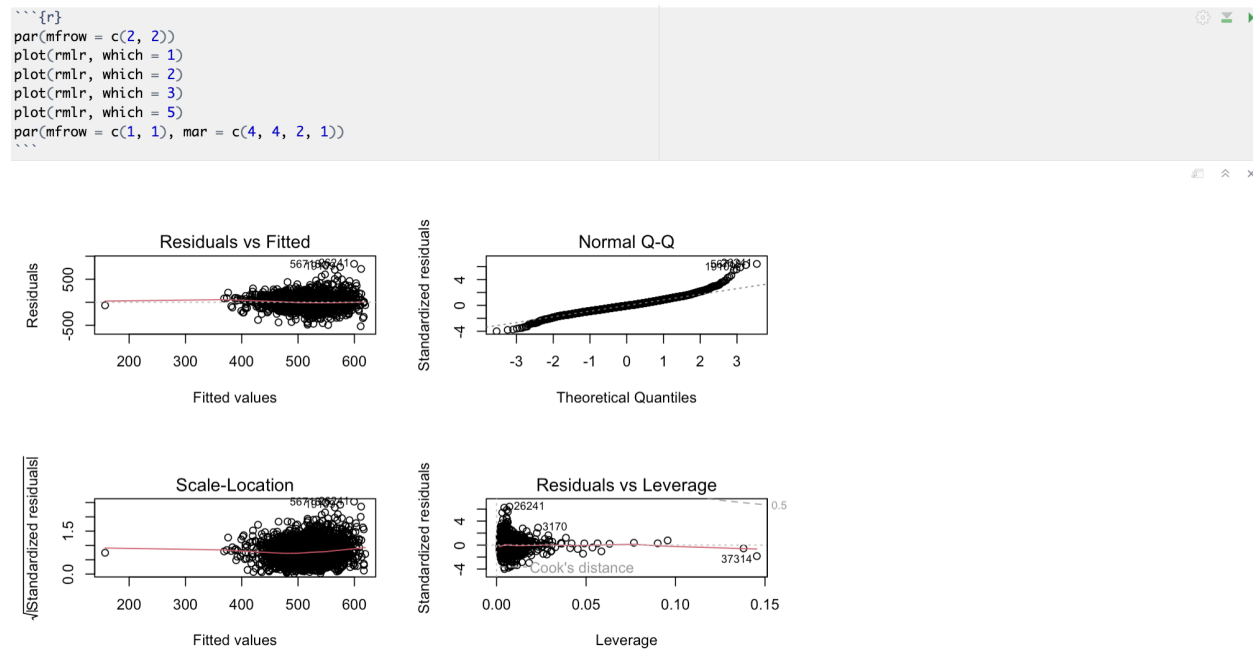 ```{r}
par(mfrow = c(2, 2))
plot(rmlr, which = 1)
plot(rmlr, which = 2)
plot(rmlr, which = 3)
plot(rmlr, which = 5)
par(mfrow = c(1, 1), mar = c(4, 4, 2, 1))
```
Residuals vs Fitted
Residuals
500
-500
26241
200 300 400 500 600
Fitted values
Normal Q-Q
Standardized residuals
4
0
-4
-3 -2 -1 0 1 2 3
Theoretical Quantiles
Scale-Location
√|Standardized residuals|
1.5
0.0
26241
200 300 400 500 600
Fitted values
Residuals vs Leverage
Standardized residuals
4
0
-4
26241
3170
37314
0.5
Cook's distance
0.00 0.05 0.10 0.15
Leverage